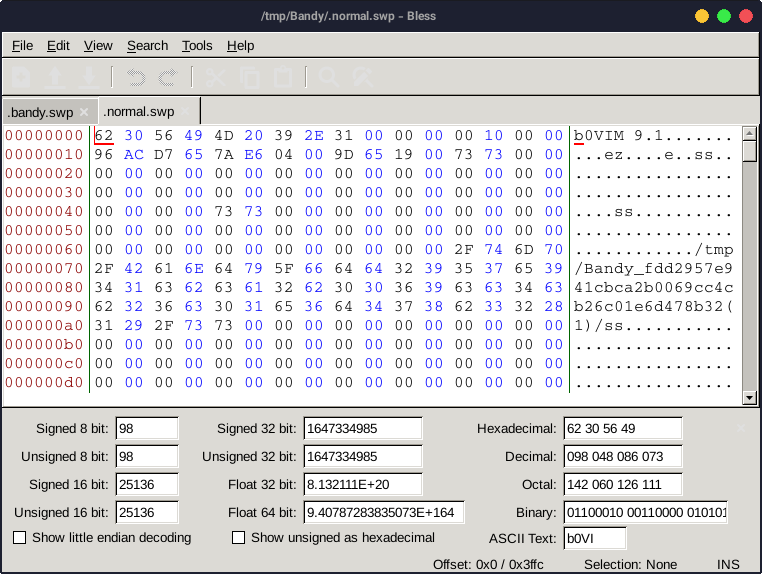 /tmp/Bandy/.normal.swp - Bless
File Edit View Search Tools Help
.bandy.swp × .normal.swp ×
00000000 62 30 56 49 4D 20 39 2E 31 00 00 00 00 10 00 00 b0VIM 9.1.......
00000010 96 AC D7 65 7A E6 04 00 9D 65 19 00 73 73 00 00 ...ez....e..ss..
00000020 00 00 00 00 00 00 00 00 00 00 00 00 00 00 00 00 ................
00000030 00 00 00 00 00 00 00 00 00 00 00 00 00 00 00 00 ................
00000040 00 00 00 00 73 73 00 00 00 00 00 00 00 00 00 00 ....ss..........
00000050 00 00 00 00 00 00 00 00 00 00 00 00 00 00 00 00 ................
00000060 00 00 00 00 00 00 00 00 00 00 00 00 2F 74 6D 70 ............/tmp
00000070 2F 42 61 6E 64 79 5F 66 64 64 32 39 35 37 65 39 /Bandy_fdd2957e9
00000080 34 31 63 62 63 61 32 62 30 30 36 39 63 63 34 63 41cbca2b0069cc4c
00000090 62 32 36 63 30 31 65 36 64 34 37 38 62 33 32 28 b26c01e6d478b32(
000000a0 31 29 2F 73 73 00 00 00 00 00 00 00 00 00 00 00 1)/ss...........
000000b0 00 00 00 00 00 00 00 00 00 00 00 00 00 00 00 00 ................
000000c0 00 00 00 00 00 00 00 00 00 00 00 00 00 00 00 00 ................
000000d0 00 00 00 00 00 00 00 00 00 00 00 00 00 00 00 00 ................
Signed 8 bit: 98 Signed 32 bit: 1647334985 Hexadecimal: 62 30 56 49
Unsigned 8 bit: 98 Unsigned 32 bit: 1647334985 Decimal: 098 048 086 073
Signed 16 bit: 25136 Float 32 bit: 8.132111E+20 Octal: 142 060 126 111
Unsigned 16 bit: 25136 Float 64 bit: 9.40787283835073E+164 Binary: 01100010 00110000 010101
Show little endian decoding Show unsigned as hexadecimal ASCII Text: b0VI
Offset: 0x0 / 0x3ffc Selection: None INS